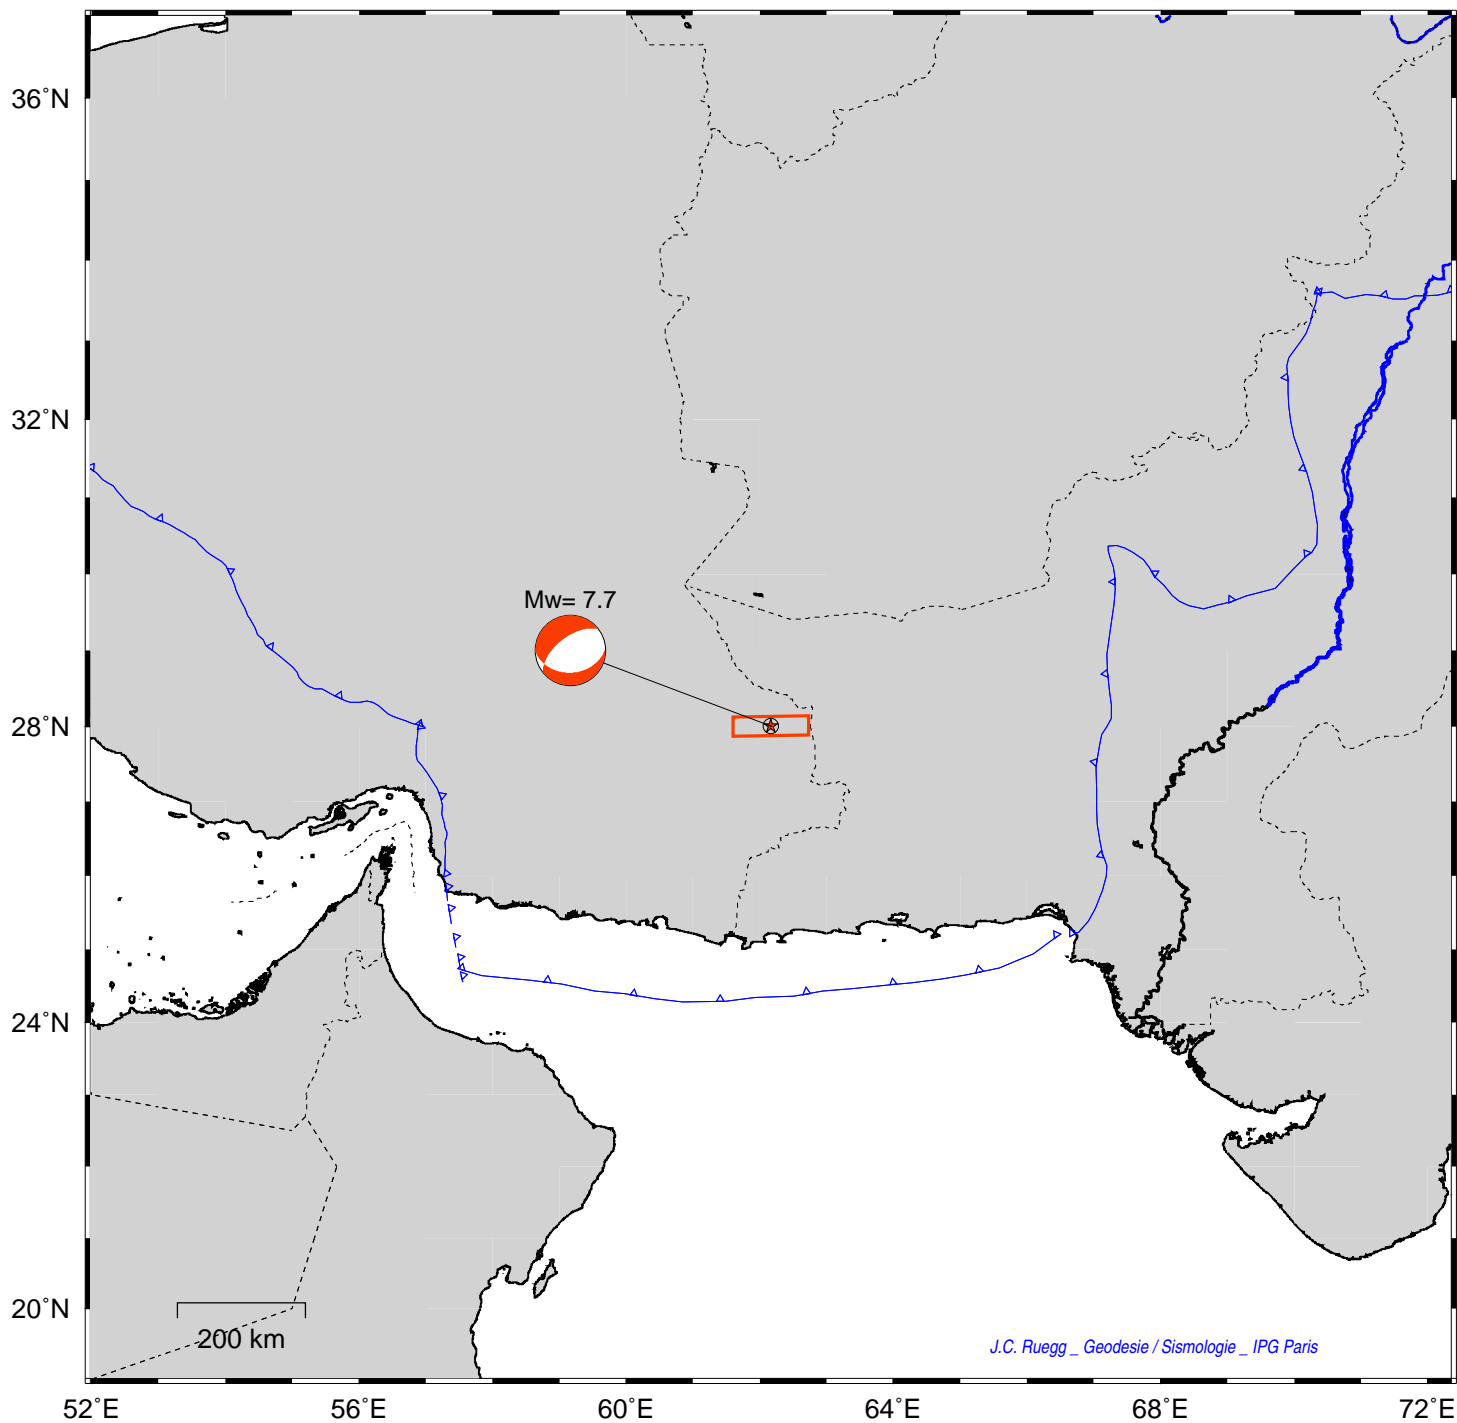 36°N
32°N
Mw= 7.7
28°N
24°N
20°N
200 km
J.C. Ruegg _ Geodesie / Sismologie _ IPG Paris
52°E 56°E 60°E 64°E 68°E 72°E